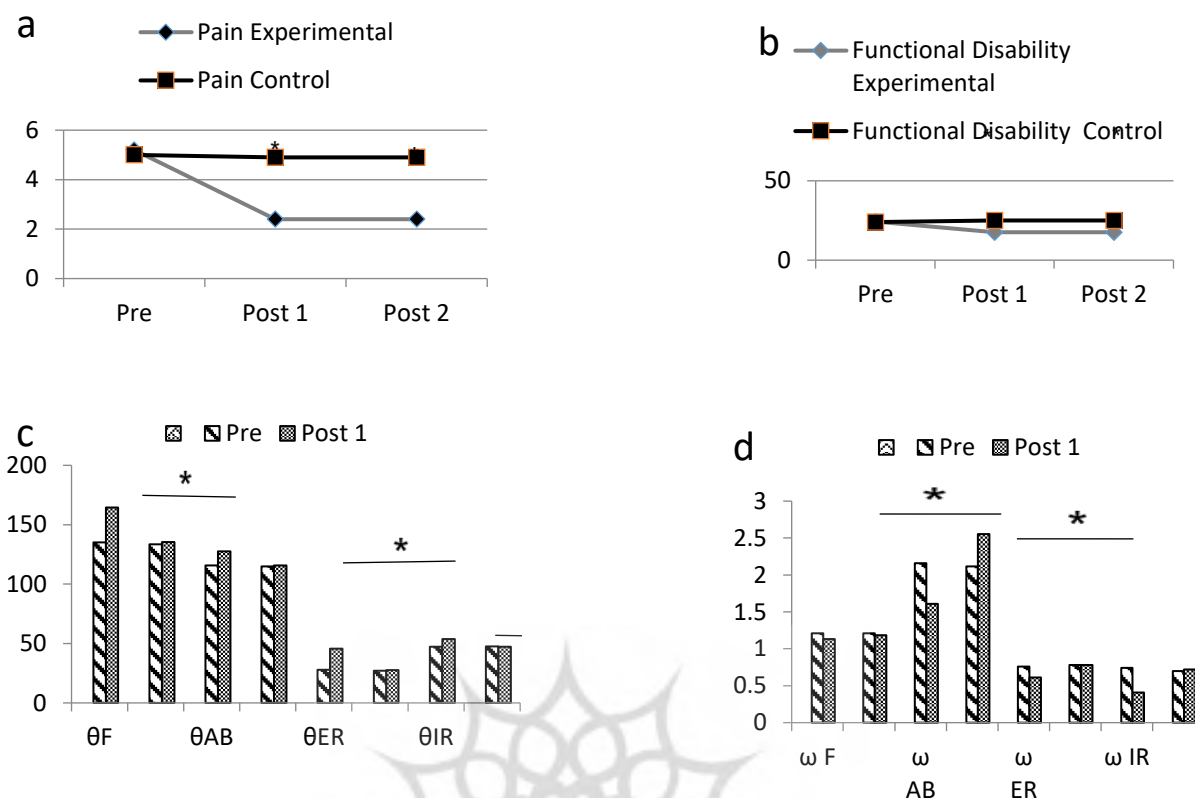 a
Pain Experimental
Pain Control
6
4
2
0
*
Pre Post 1 Post 2
b
Functional Disability
Experimental
Functional Disability Control
* *
50
0
Pre Post 1 Post 2
c
Pre Post 1
200
150
100
50
0
*
*
θF θAB θER θIR
d
Pre Post 1
3
2.5
2
1.5
1
0.5
0
*
*
ω F ω ω ω IR
AB ER